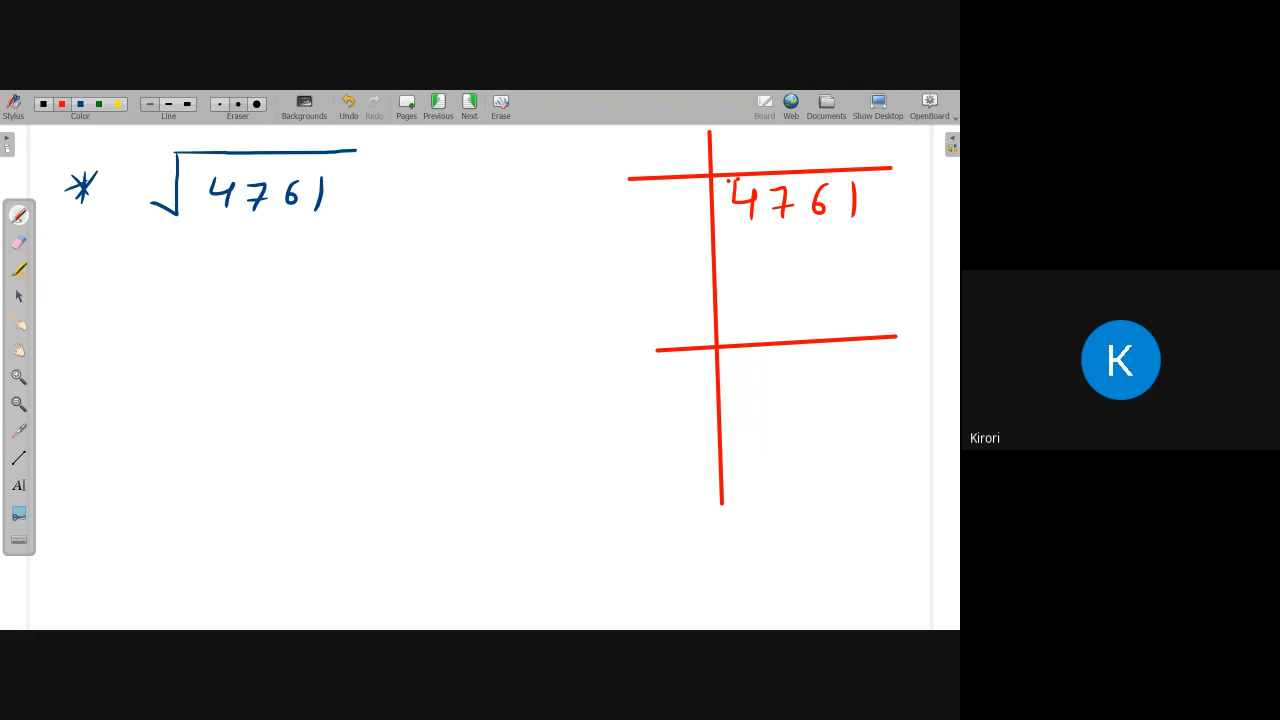 Stylus Color Line Eraser Backgrounds Undo Redo Pages Previous Next Erase Board Web Documents Show Desktop OpenBoard
* √4761
4761
K
Kirori